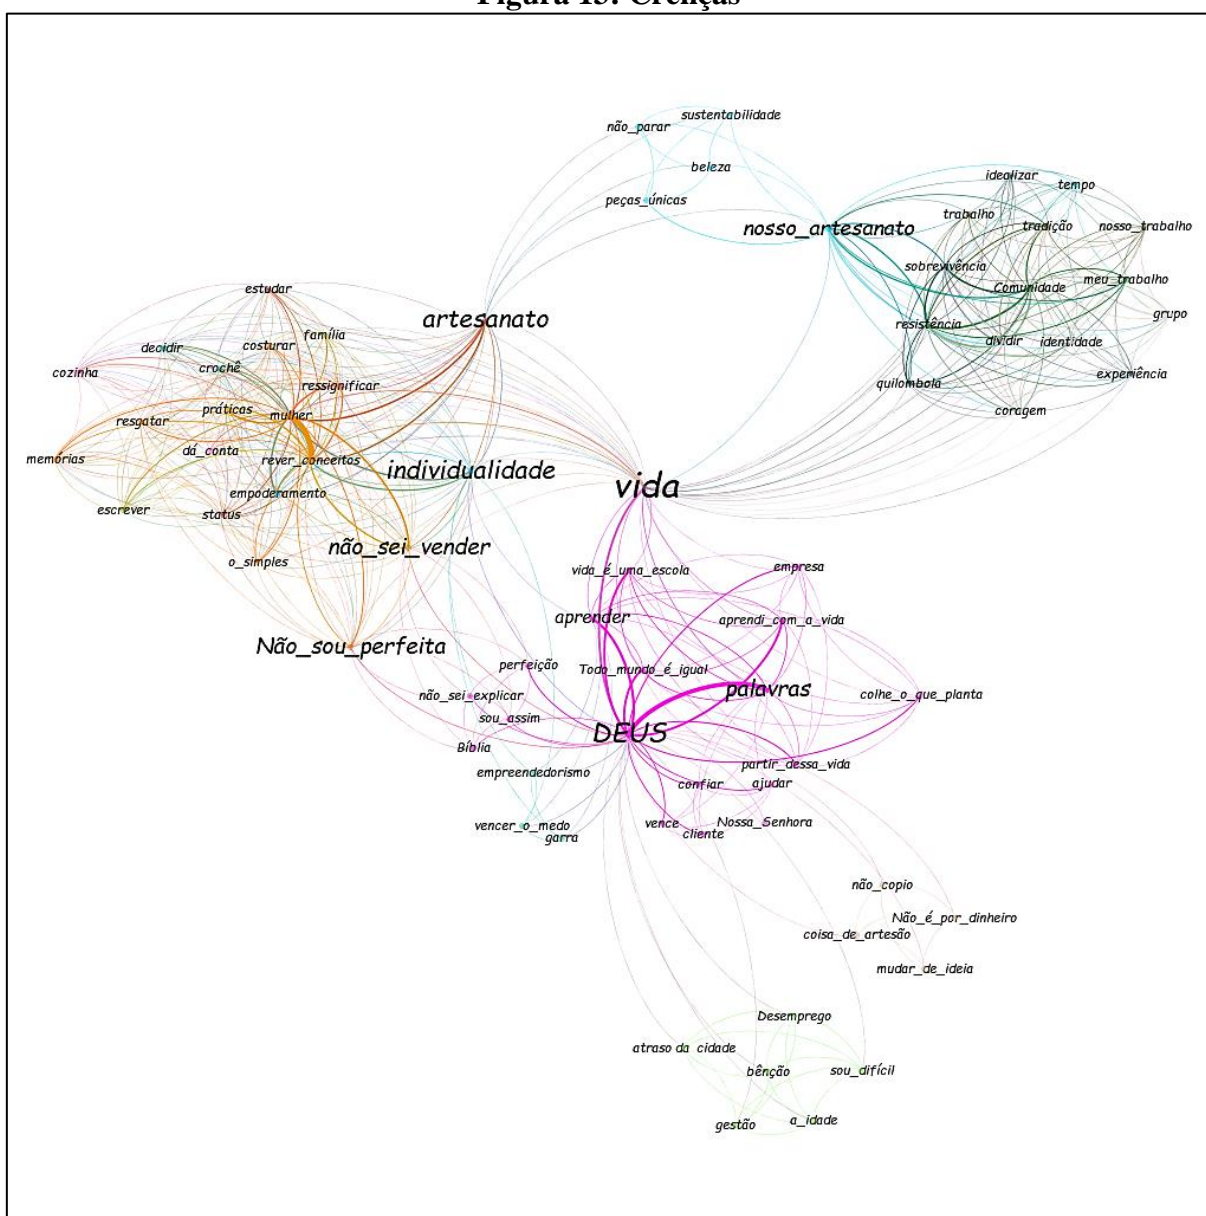 Figura 15: Crenças
sustentabilidade
não_parar
beleza
idealizar
tempo
peças_únicas
trabalho
nosso_artesanato
tradição
nosso_trabalho
sobrevivência
Comunidade
meu_trabalho
estudar
artesanato
resistência
grupo
família
decidir
costurar
dividir
identidade
crochê
cozinha
ressignificar
quilombola
experiência
práticas
mulher
coragem
resgatar
dá_conta
memórias
rever_conceitos
individualidade
vida
empoderamento
escrever
status
não_sei_vender
o_simples
vida_é_uma_escola
empresa
aprender
aprendi_com_a_vida
Não_sou_perfeita
perfeição
Todo_mundo_é_igual
palavras
não_sei_explicar
colhe_o_que_planta
sou_assim
DEUS
Bíblia
partir_dessa_vida
empreendedorismo
confiar
ajudar
vencer_o_medo
vence
Nossa_Senhora
garra
cliente
não_copio
Não_é_por_dinheiro
coisa_de_artesão
mudar_de_ideia
Desemprego
atraso da cidade
bênção
sou_difícil
gestão
a_idade